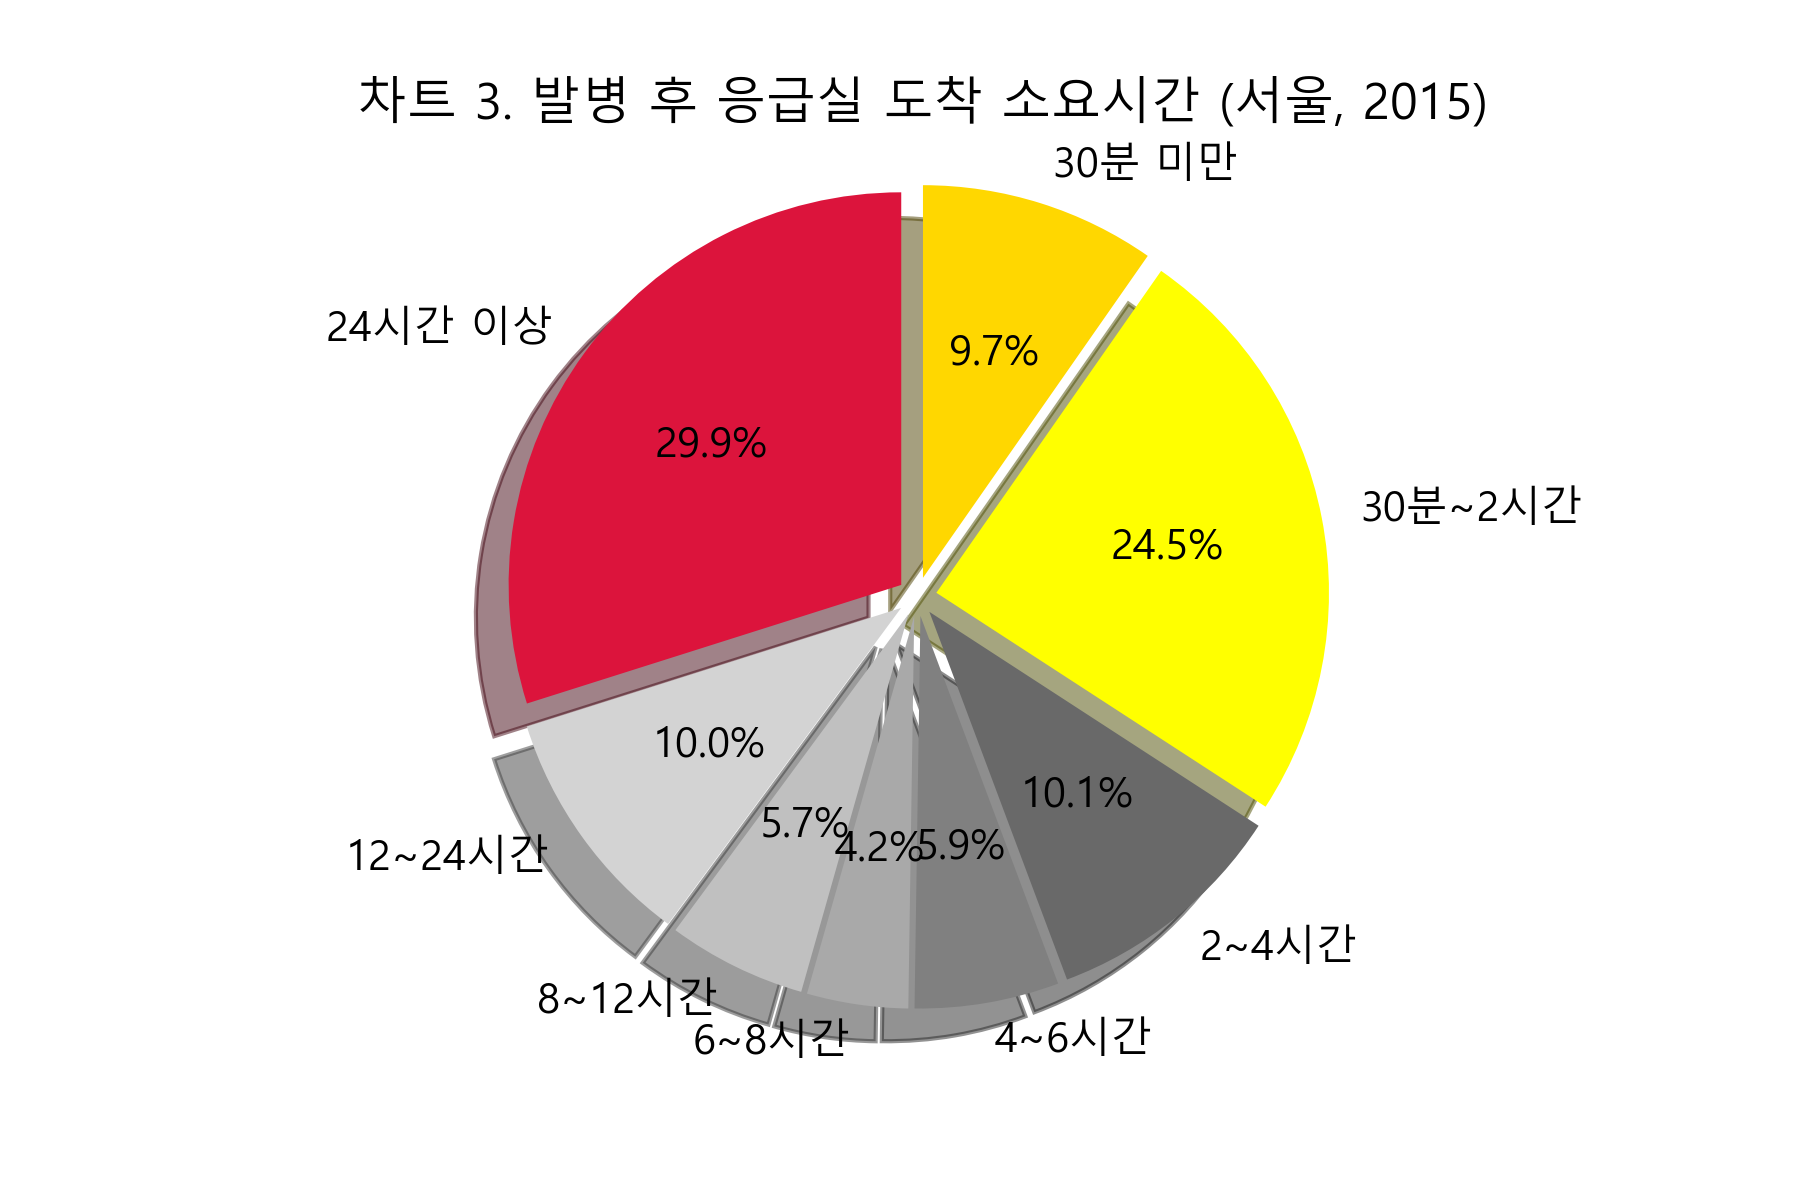 차트 3. 발병 후 응급실 도착 소요시간 (서울, 2015)
30분 미만
9.7%
30분~2시간
24.5%
2~4시간
10.1%
4~6시간
5.9%
6~8시간
4.2%
8~12시간
5.7%
12~24시간
10.0%
24시간 이상
29.9%